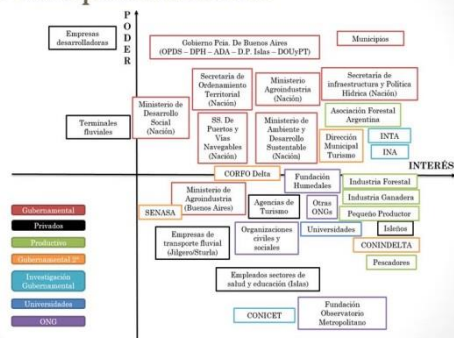 PODER
Empresas
desarrolladoras
Gobierno Pcia. De Buenos Aires
(OPDS – DPH – ADA – D.P. Islas – DOUyPT)
Municipios
Secretaría de
Ordenamiento
Territorial
(Nación)
Ministerio
Agroindustria
(Nación)
Secretaría de
infraestructura y Política
Hídrica (Nación)
Ministerio de
Desarrollo
Social
(Nación)
Asociación Forestal
Argentina
Terminales
fluviales
SS. De
Puertos y
Vías
Navegables
(Nación)
Ministerio de
Ambiente y
Desarrollo
Sustentable
(Nación)
Dirección
Municipal
Turismo
INTA
INA
INTERÉS
CORFO Delta
Fundación
Humedales
Industria Forestal
Ministerio de
Agroindustria
(Buenos Aires)
Industria Ganadera
Agencias de
Turismo
Otras
ONGs
Pequeño Productor
SENASA
Empresas de
transporte fluvial
(Jilgero/Sturla)
Organizaciones
civiles y
sociales
Universidades
Isleños
CONINDELTA
Pescadores
Empleados sectores de
salud y educación (Islas)
CONICET
Fundación
Observatorio
Metropolitano
Gubernamental
Privados
Productivo
Gubernamental 2º
Investigación
Gubernamental
Universidades
ONG